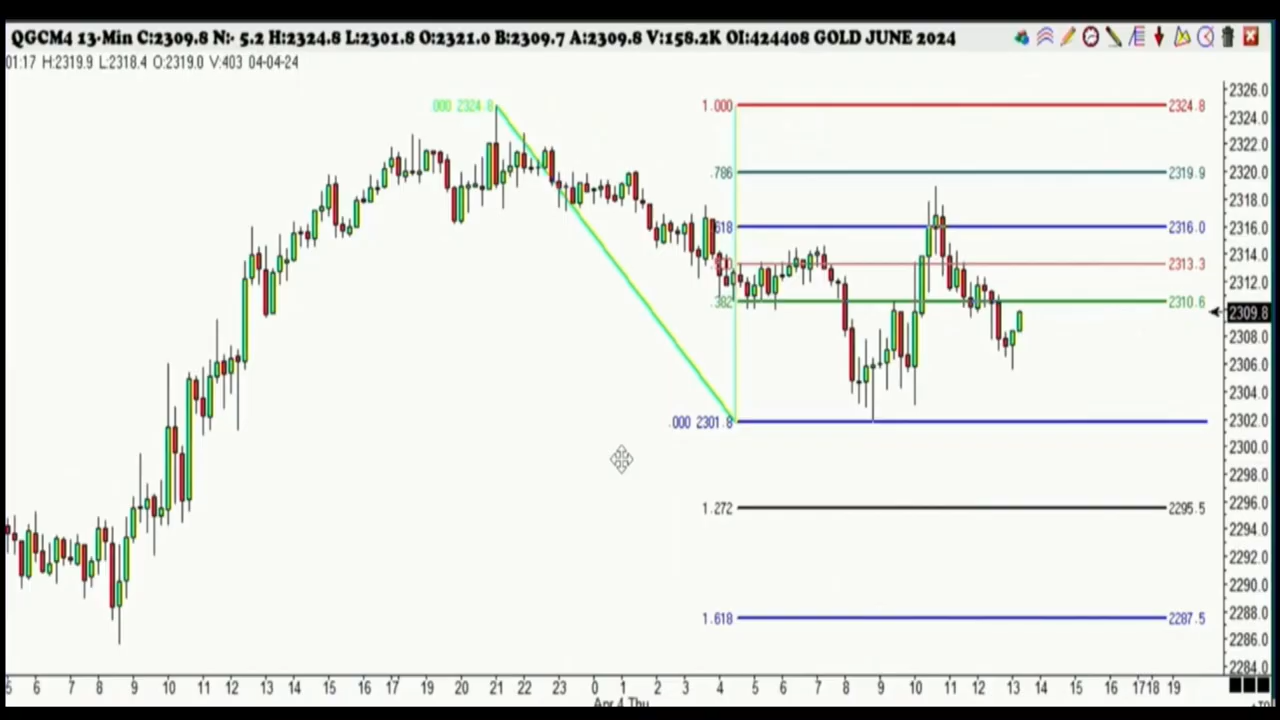 QGCM4 13-Min C:2309.8 N:- 5.2 H:2324.8 L:2301.8 O:2321.0 B:2309.7 A:2309.8 V:158.2K OI:424408 GOLD JUNE 2024
01:17 H:2319.9 L:2318.4 O:2319.0 V:403 04-04-24
2326.0
.000 2324.8 1.000 2324.8
2324.0
2322.0
.786 2319.9 2320.0
2318.0
.618 2316.0 2316.0
2314.0
2313.3
2312.0
.382 2310.6
2309.8
2308.0
2306.0
2304.0
.000 2301.8 2302.0
2300.0
2298.0
1.272 2295.5 2296.0
2294.0
2292.0
2290.0
1.618 2287.5 2288.0
2286.0
2284.0
5 6 7 8 9 10 11 12 13 14 15 16 17 19 20 21 22 23 0 1 2 3 4 5 6 7 8 9 10 11 12 13 14 15 16 17 18 19
Apr 4 Thu